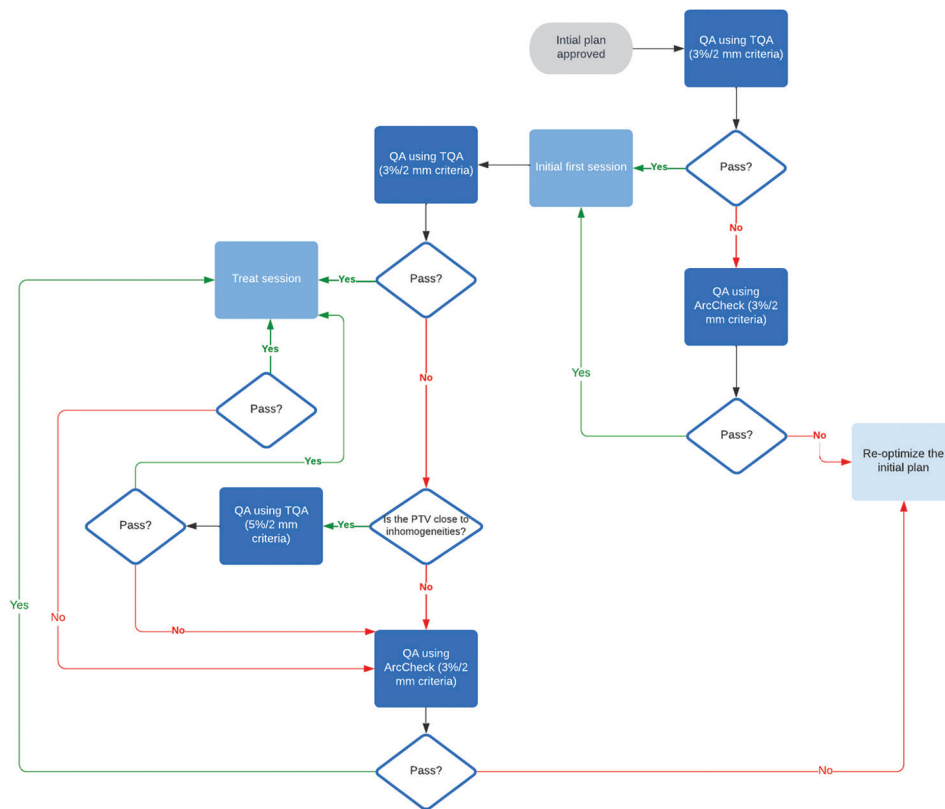 Intial plan
approved
QA using TQA
(3%/2 mm criteria)
Pass?
Yes
Initial first session
QA using TQA
(3%/2 mm criteria)
No
Pass?
Yes
Treat session
QA using
ArcCheck (3%/2
mm criteria)
Yes
No
Yes
Pass?
Pass?
No
Re-optimize the
initial plan
Yes
Is the PTV close to
inhomogeneities?
Yes
QA using TQA
(5%/2 mm
criteria)
Pass?
No
Yes
No
No
QA using
ArcCheck (3%/2
mm criteria)
Pass?
No